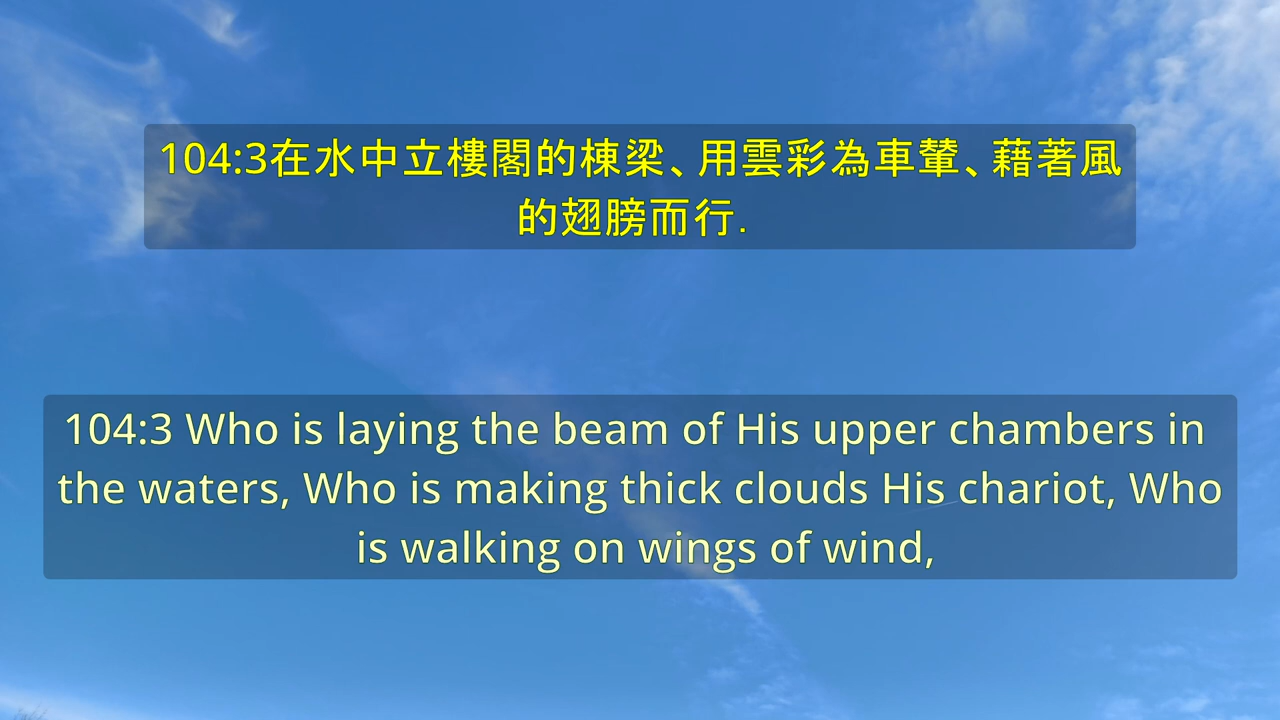 104:3在水中立樓閣的棟梁、用雲彩為車輦、藉著風
的翅膀而行.
104:3 Who is laying the beam of His upper chambers in
the waters, Who is making thick clouds His chariot, Who
is walking on wings of wind,